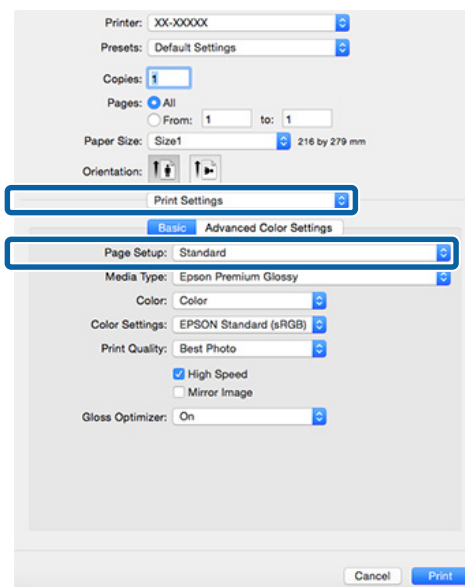 Printer: XX-XXXXX
Presets: Default Settings
Copies: 1
Pages: All
From: 1 to: 1
Paper Size: Size1 216 by 279 mm
Orientation:
Print Settings
Basic Advanced Color Settings
Page Setup: Standard
Media Type: Epson Premium Glossy
Color: Color
Color Settings: EPSON Standard (sRGB)
Print Quality: Best Photo
High Speed
Mirror Image
Gloss Optimizer: On
Cancel Print